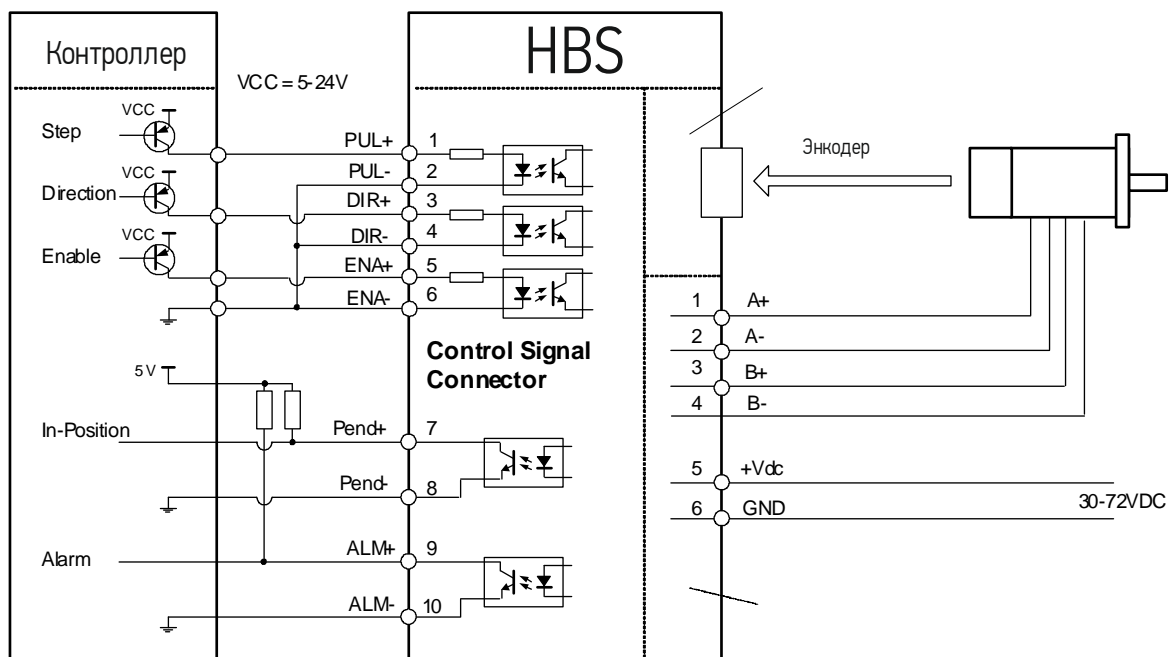 Контроллер
HBS
VCC = 5-24V
VCC
Step
PUL+
1
PUL-
2
VCC
Direction
DIR+
3
DIR-
4
VCC
Enable
ENA+
5
ENA-
6
Control Signal
Connector
5 V
In-Position
Pend+
7
Pend-
8
Alarm
ALM+
9
ALM-
10
Энкодер
1
A+
2
A-
3
B+
4
B-
5
+Vdc
6
GND
30-72VDC